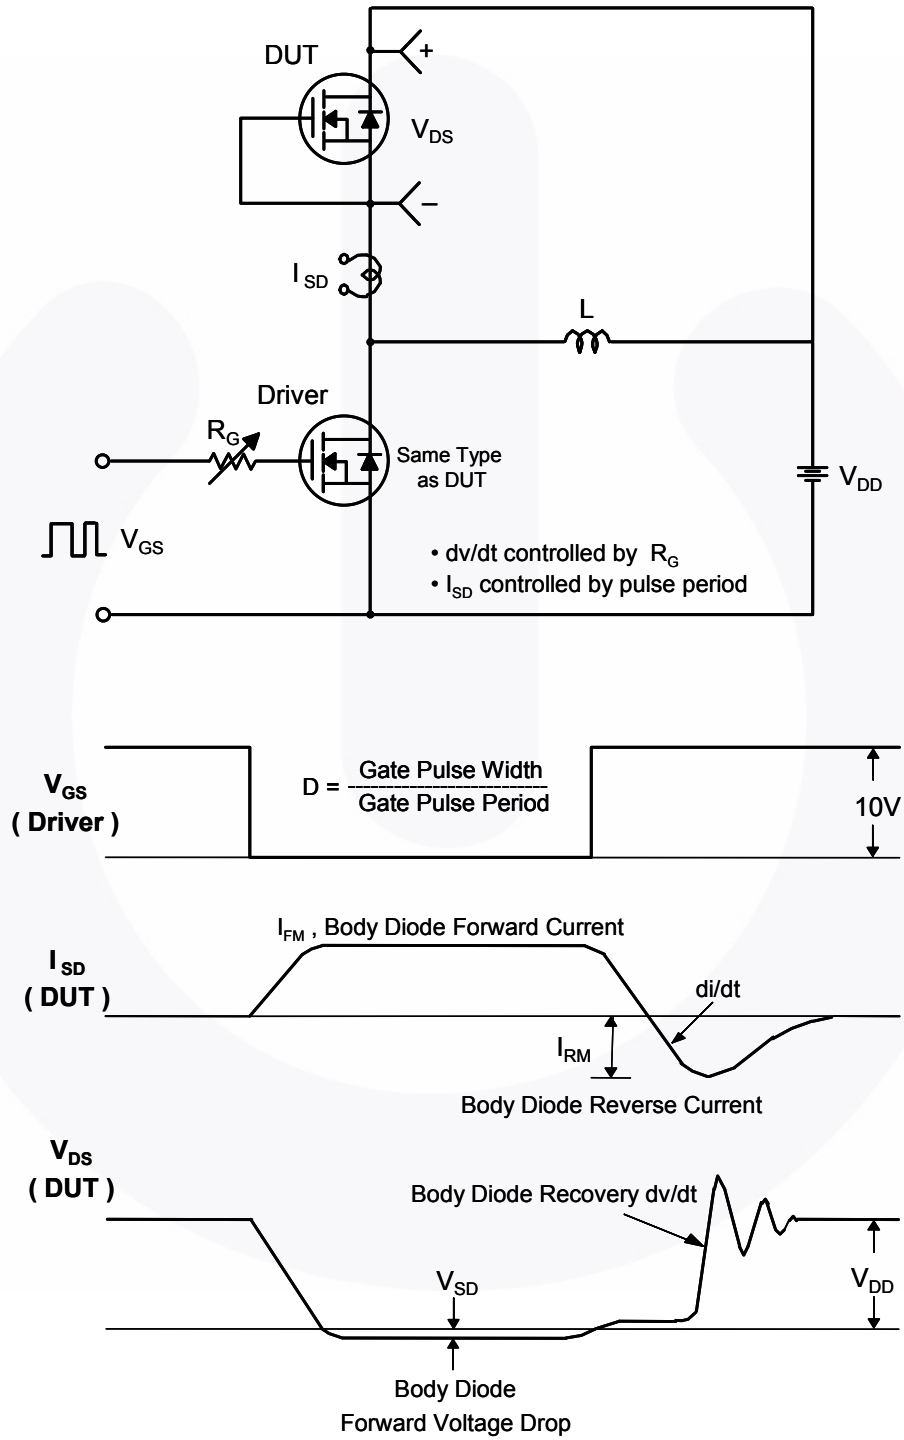 DUT
+
V_DS
−
I_SD
L
Driver
R_G
Same Type
as DUT
V_DD
V_GS
• dv/dt controlled by R_G
• I_SD controlled by pulse period
V_GS
( Driver )
D = Gate Pulse Width
Gate Pulse Period
10V
I_FM , Body Diode Forward Current
I_SD
( DUT )
di/dt
I_RM
Body Diode Reverse Current
V_DS
( DUT )
Body Diode Recovery dv/dt
V_SD
V_DD
Body Diode
Forward Voltage Drop